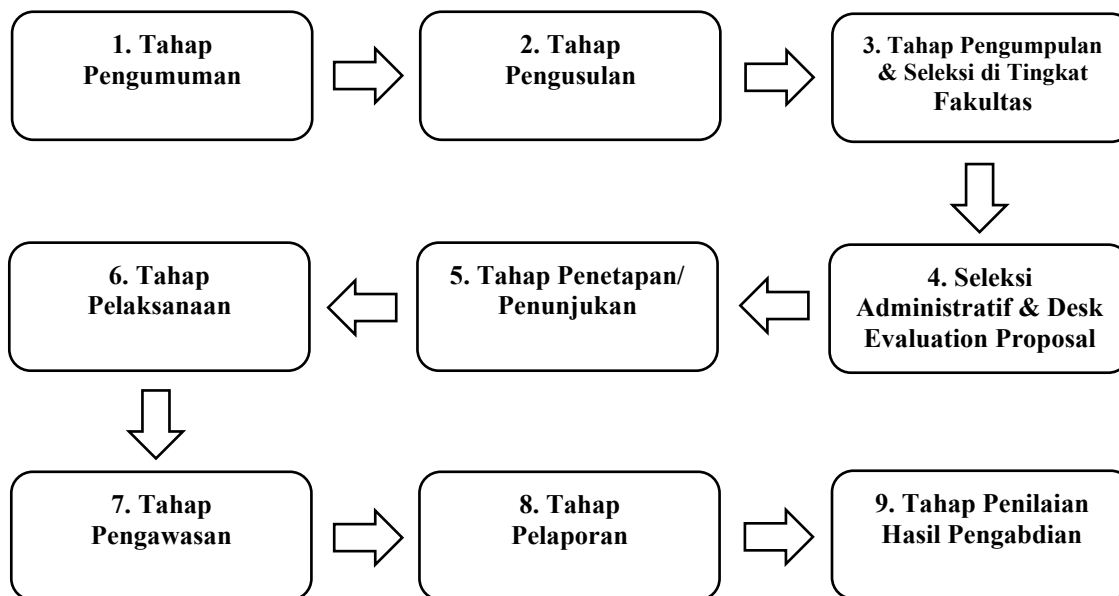 1. Tahap
Pengumuman
2. Tahap
Pengusulan
3. Tahap Pengumpulan
& Seleksi di Tingkat
Fakultas
4. Seleksi
Administratif & Desk
Evaluation Proposal
5. Tahap Penetapan/
Penunjukan
6. Tahap
Pelaksanaan
7. Tahap
Pengawasan
8. Tahap
Pelaporan
9. Tahap Penilaian
Hasil Pengabdian